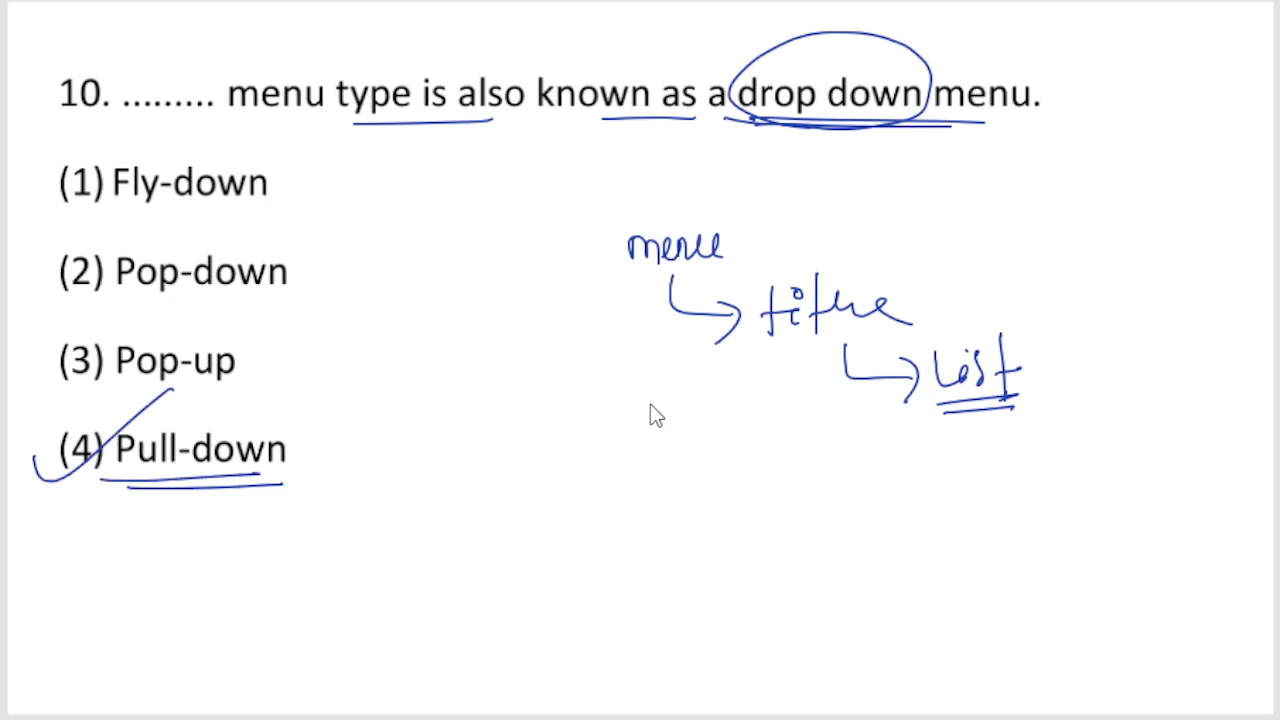 10. ......... menu type is also known as a drop down menu.
(1) Fly-down
(2) Pop-down
menu
title
(3) Pop-up
List
(4) Pull-down